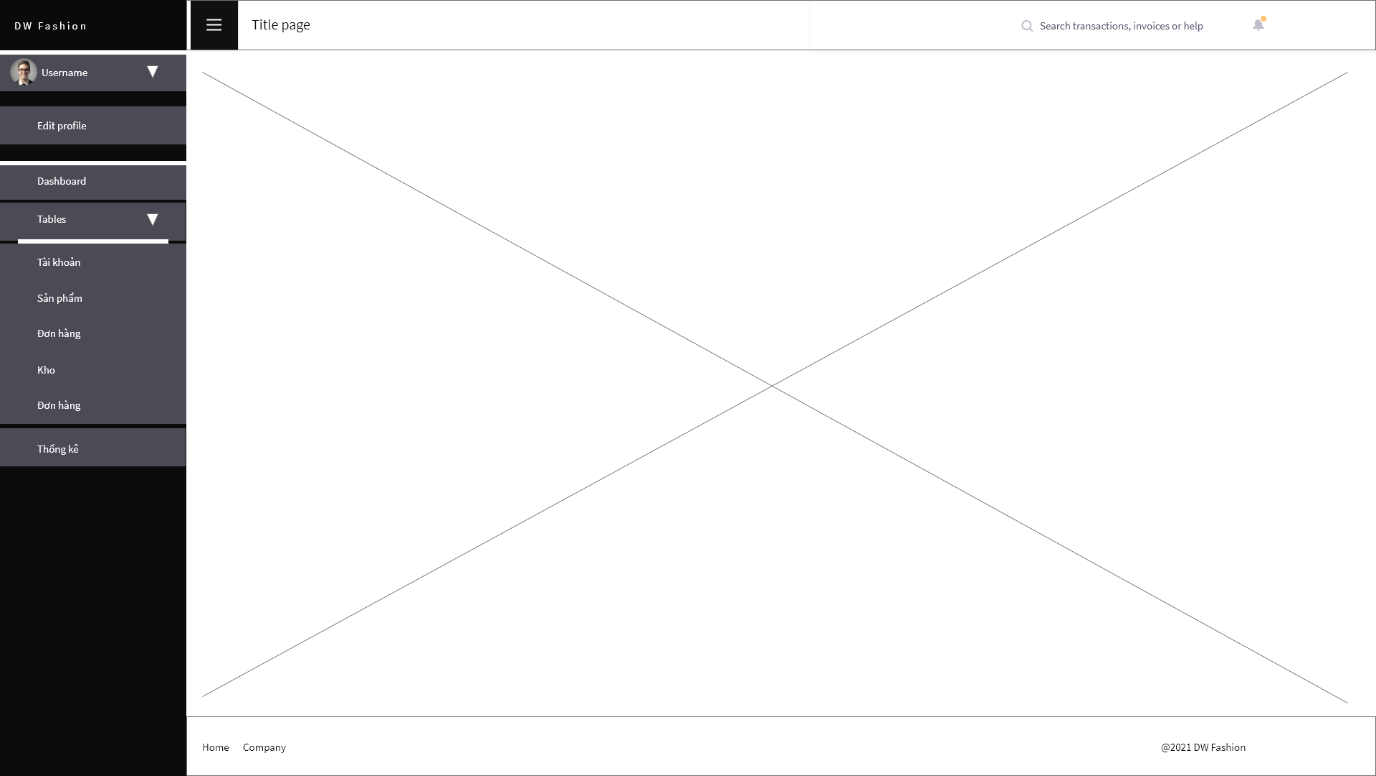 DW Fashion
Title page
Search transactions, invoices or help
Username
Edit profile
Dashboard
Tables
Tài khoản
Sản phẩm
Đơn hàng
Kho
Đơn hàng
Thống kê
Home Company
@2021 DW Fashion